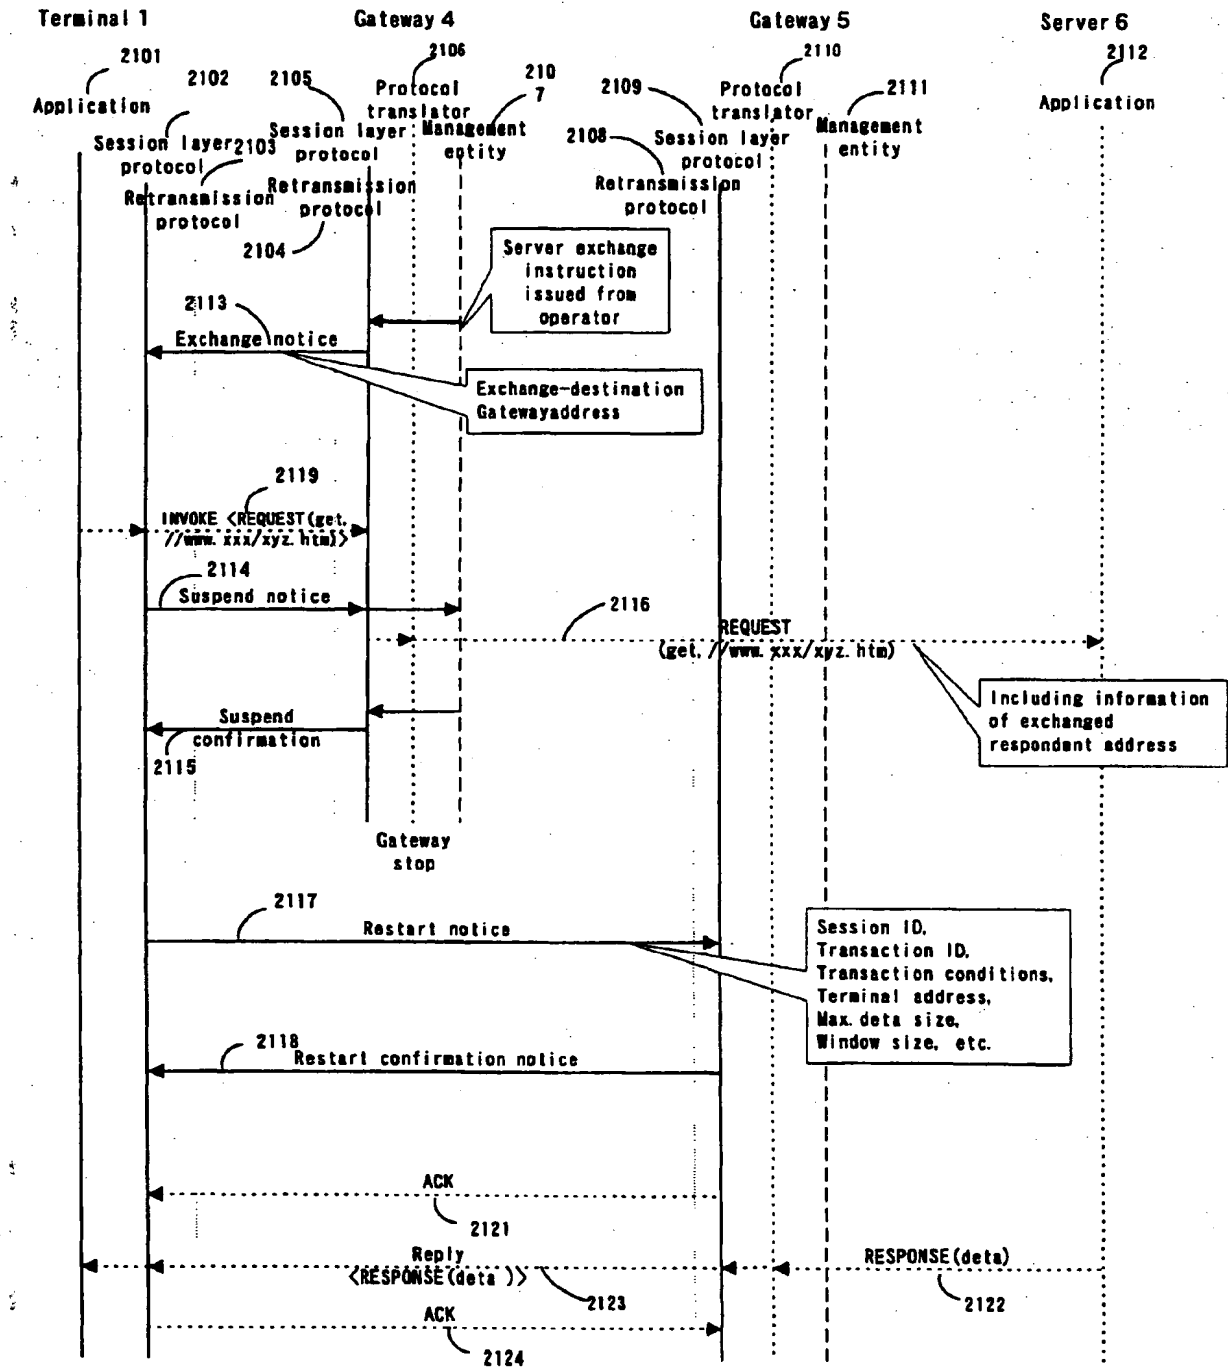 Terminal 1
Gateway 4
Gateway 5
Server 6
2101
2102
2105
2106
210
7
2109
2110
2111
2112
Application
Session layer
protocol
2103
Retransmission
protocol
Session layer
protocol
Retransmission
protocol
2104
Protocol
translator
Management
entity
2108
Protocol
translator
Session layer
protocol
Retransmission
protocol
Management
entity
Application
Server exchange
instruction
issued from
operator
2113
Exchange notice
Exchange-destination
Gatewayaddress
2119
INVOKE <REQUEST(get.
//www.xxx/xyz.htm)>
2114
Suspend notice
2116
REQUEST
(get.//www.xxx/xyz.htm)
Including information
of exchanged
respondant address
Suspend
confirmation
2115
Gateway
stop
2117
Restart notice
Session ID,
Transaction ID,
Transaction conditions,
Terminal address,
Max.deta size,
Window size, etc.
2118
Restart confirmation notice
ACK
2121
Reply
<RESPONSE(deta )>
2123
RESPONSE(deta)
2122
ACK
2124